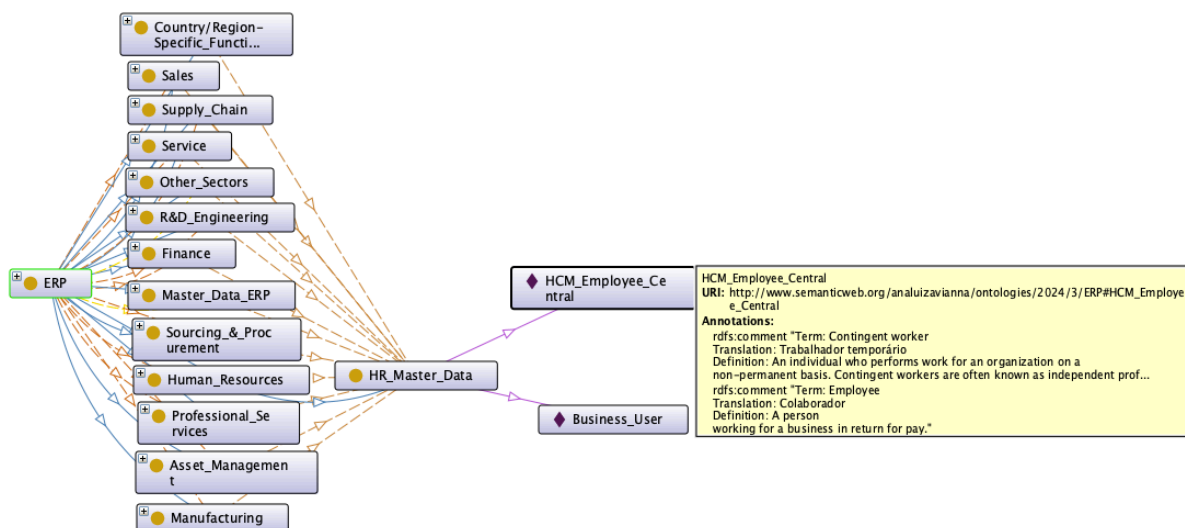 Country/Region-
Specific_Functi...
Sales
Supply_Chain
Service
Other_Sectors
R&D_Engineering
Finance
ERP
Master_Data_ERP
Sourcing_&_Proc
urement
Human_Resources
Professional_Se
rvices
Asset_Managemen
t
Manufacturing
HR_Master_Data
HCM_Employee_Ce
ntral
Business_User
HCM_Employee_Central
URI: http://www.semanticweb.org/analuizavianna/ontologies/2024/3/ERP#HCM_Employe
e_Central
Annotations:
rdfs:comment "Term: Contingent worker
Translation: Trabalhador temporário
Definition: An individual who performs work for an organization on a
non-permanent basis. Contingent workers are often known as independent prof...
rdfs:comment "Term: Employee
Translation: Colaborador
Definition: A person
working for a business in return for pay."